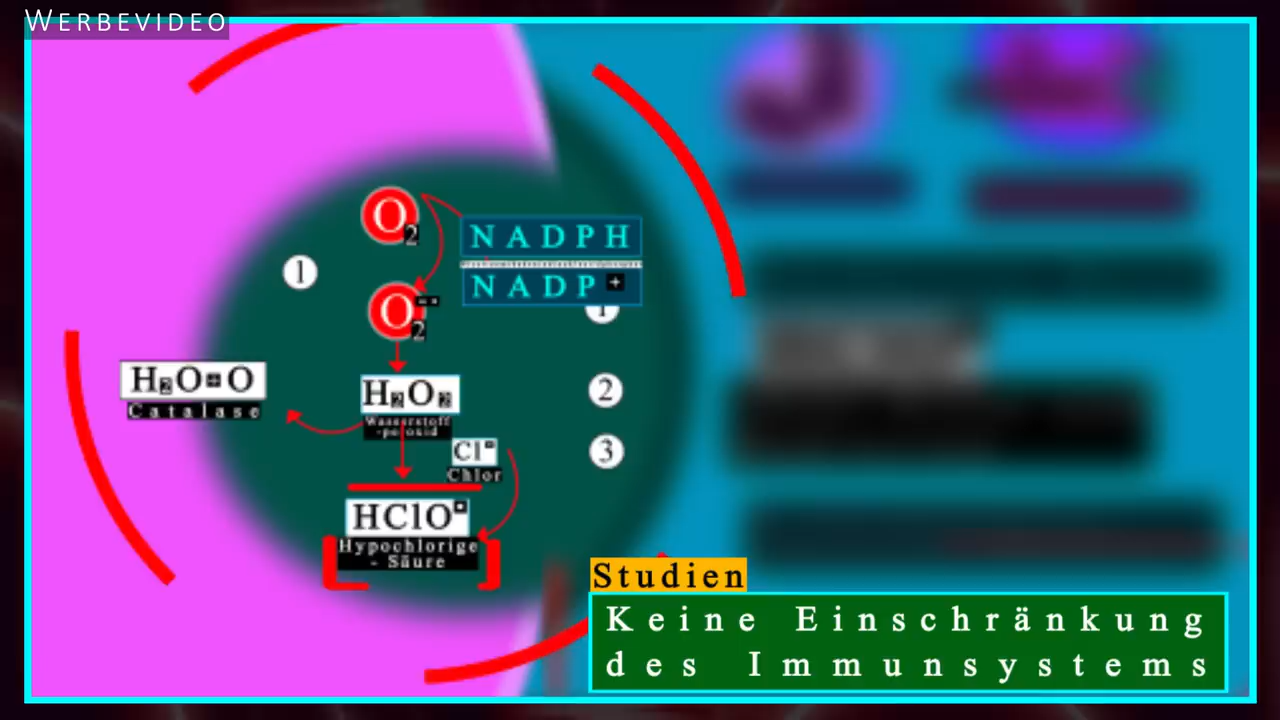 WERBEVIDEO
O2
NADPH
1
NADP+
O2
1
H2O+O
Catalase
H2O2
Wasserstoff
-peroxid
2
Cl-
Chlor
3
HClO
Hypochlorige
- Säure
Studien
Keine Einschränkung
des Immunsystems